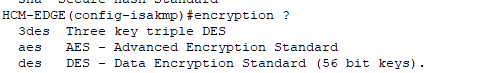 HCM-EDGE(config-isakmp)#encryption ?
  3des  Three key triple DES
  aes   AES - Advanced Encryption Standard
  des   DES - Data Encryption Standard (56 bit keys).